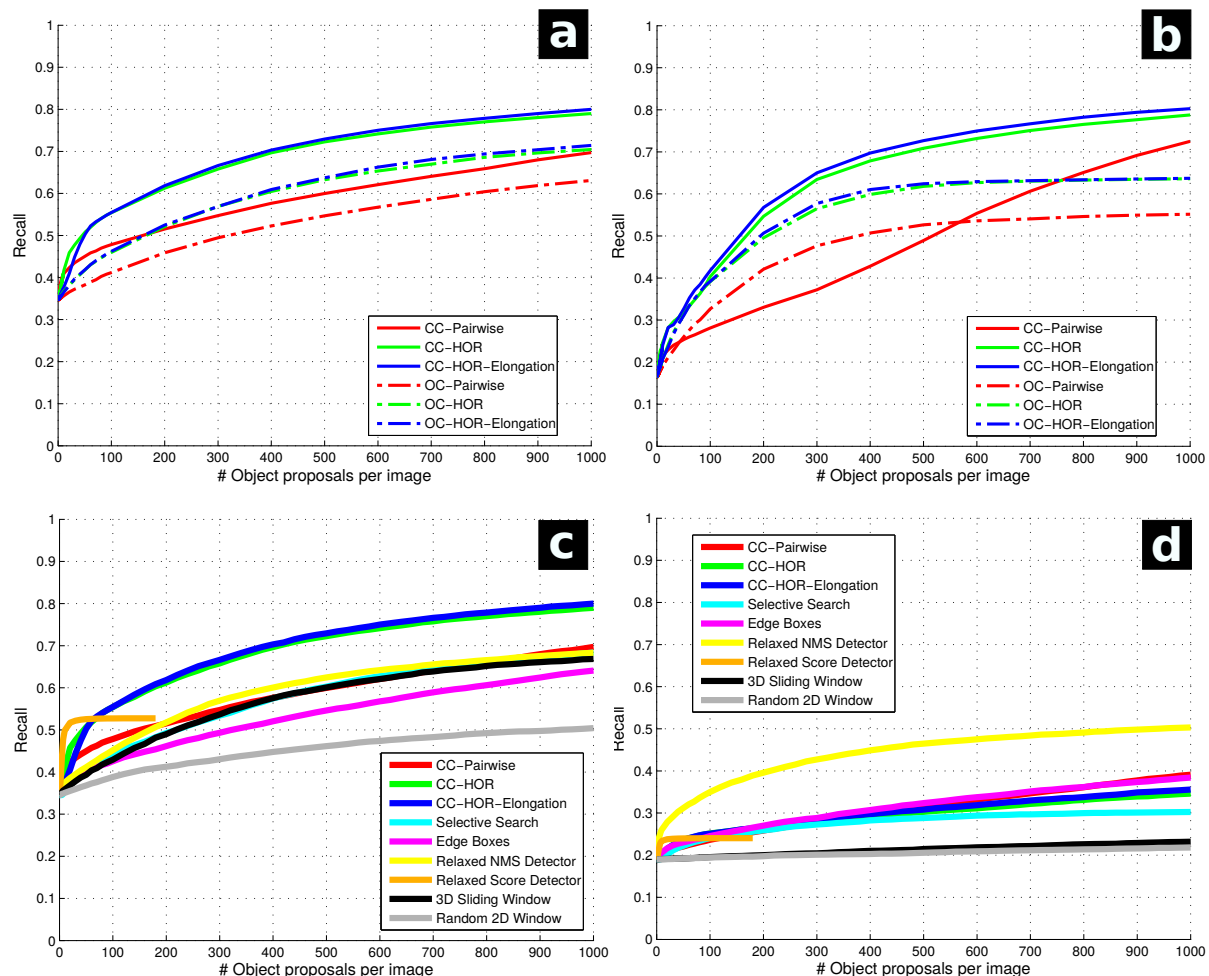 a
1
0.9
0.8
0.7
0.6
0.5
0.4
0.3
0.2
0.1
0
Recall
CC-Pairwise
CC-HOR
CC-HOR-Elongation
OC-Pairwise
OC-HOR
OC-HOR-Elongation
0 100 200 300 400 500 600 700 800 900 1000
# Object proposals per image
b
1
0.9
0.8
0.7
0.6
0.5
0.4
0.3
0.2
0.1
0
Recall
CC-Pairwise
CC-HOR
CC-HOR-Elongation
OC-Pairwise
OC-HOR
OC-HOR-Elongation
0 100 200 300 400 500 600 700 800 900 1000
# Object proposals per image
c
1
0.9
0.8
0.7
0.6
0.5
0.4
0.3
0.2
0.1
0
Recall
CC-Pairwise
CC-HOR
CC-HOR-Elongation
Selective Search
Edge Boxes
Relaxed NMS Detector
Relaxed Score Detector
3D Sliding Window
Random 2D Window
0 100 200 300 400 500 600 700 800 900 1000
# Object proposals per image
d
1
0.9
0.8
0.7
0.6
0.5
0.4
0.3
0.2
0.1
0
Recall
CC-Pairwise
CC-HOR
CC-HOR-Elongation
Selective Search
Edge Boxes
Relaxed NMS Detector
Relaxed Score Detector
3D Sliding Window
Random 2D Window
0 100 200 300 400 500 600 700 800 900 1000
# Object proposals per image